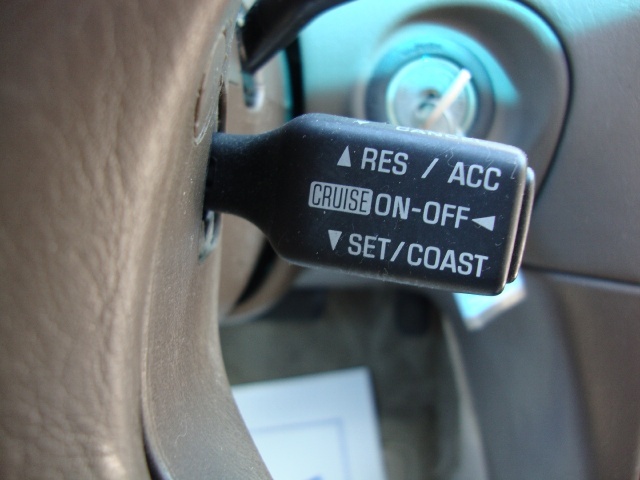 ▲ RES / ACC
CRUISE ON-OFF ◄
▼ SET/COAST